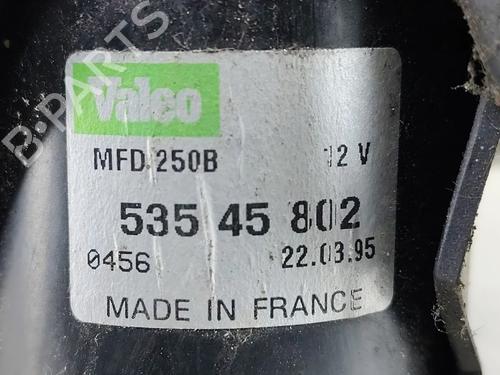 B-PARTS
Valeo
MFD 250B 12 V
535 45 802
0456 22.03.95
MADE IN FRANCE